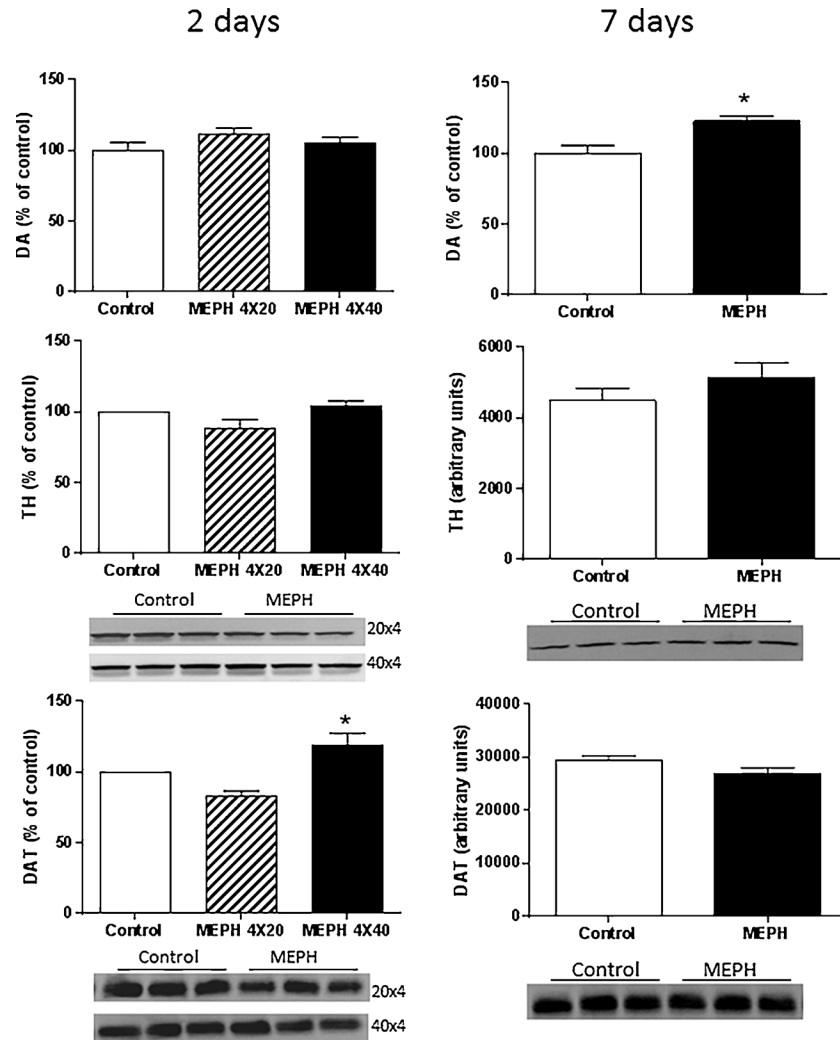 2 days
7 days
DA (% of control)
150
100
50
0
Control MEPH 4X20 MEPH 4X40
DA (% of control)
150
*
100
50
0
Control MEPH
TH (% of control)
150
100
50
0
Control MEPH 4X20 MEPH 4X40
Control MEPH
20x4
40x4
TH (arbitrary units)
6000
4000
2000
0
Control MEPH
Control MEPH
DAT (% of control)
150
*
100
50
0
Control MEPH 4X20 MEPH 4X40
Control MEPH
20x4
40x4
DAT (arbitrary units)
40000
30000
20000
10000
0
Control MEPH
Control MEPH